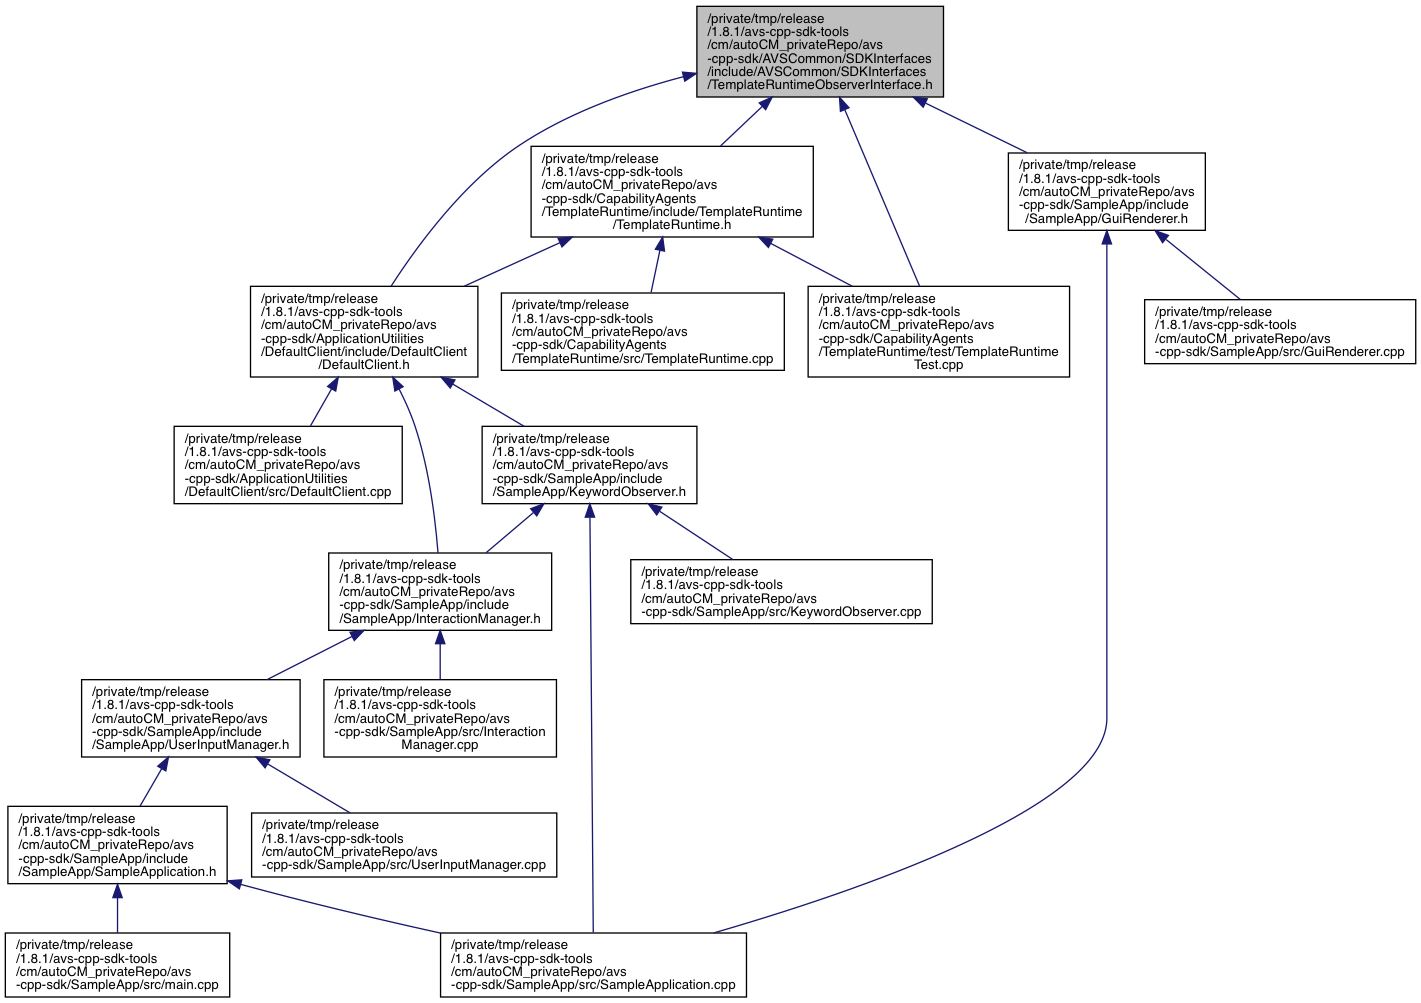 /private/tmp/release
/1.8.1/avs-cpp-sdk-tools
/cm/autoCM_privateRepo/avs
-cpp-sdk/AVSCommon/SDKInterfaces
/include/AVSCommon/SDKInterfaces
/TemplateRuntimeObserverInterface.h
/private/tmp/release
/1.8.1/avs-cpp-sdk-tools
/cm/autoCM_privateRepo/avs
-cpp-sdk/CapabilityAgents
/TemplateRuntime/include/TemplateRuntime
/TemplateRuntime.h
/private/tmp/release
/1.8.1/avs-cpp-sdk-tools
/cm/autoCM_privateRepo/avs
-cpp-sdk/SampleApp/include
/SampleApp/GuiRenderer.h
/private/tmp/release
/1.8.1/avs-cpp-sdk-tools
/cm/autoCM_privateRepo/avs
-cpp-sdk/ApplicationUtilities
/DefaultClient/include/DefaultClient
/DefaultClient.h
/private/tmp/release
/1.8.1/avs-cpp-sdk-tools
/cm/autoCM_privateRepo/avs
-cpp-sdk/CapabilityAgents
/TemplateRuntime/src/TemplateRuntime.cpp
/private/tmp/release
/1.8.1/avs-cpp-sdk-tools
/cm/autoCM_privateRepo/avs
-cpp-sdk/CapabilityAgents
/TemplateRuntime/test/TemplateRuntime
Test.cpp
/private/tmp/release
/1.8.1/avs-cpp-sdk-tools
/cm/autoCM_privateRepo/avs
-cpp-sdk/SampleApp/src/GuiRenderer.cpp
/private/tmp/release
/1.8.1/avs-cpp-sdk-tools
/cm/autoCM_privateRepo/avs
-cpp-sdk/ApplicationUtilities
/DefaultClient/src/DefaultClient.cpp
/private/tmp/release
/1.8.1/avs-cpp-sdk-tools
/cm/autoCM_privateRepo/avs
-cpp-sdk/SampleApp/include
/SampleApp/KeywordObserver.h
/private/tmp/release
/1.8.1/avs-cpp-sdk-tools
/cm/autoCM_privateRepo/avs
-cpp-sdk/SampleApp/include
/SampleApp/InteractionManager.h
/private/tmp/release
/1.8.1/avs-cpp-sdk-tools
/cm/autoCM_privateRepo/avs
-cpp-sdk/SampleApp/src/KeywordObserver.cpp
/private/tmp/release
/1.8.1/avs-cpp-sdk-tools
/cm/autoCM_privateRepo/avs
-cpp-sdk/SampleApp/include
/SampleApp/UserInputManager.h
/private/tmp/release
/1.8.1/avs-cpp-sdk-tools
/cm/autoCM_privateRepo/avs
-cpp-sdk/SampleApp/src/Interaction
Manager.cpp
/private/tmp/release
/1.8.1/avs-cpp-sdk-tools
/cm/autoCM_privateRepo/avs
-cpp-sdk/SampleApp/include
/SampleApp/SampleApplication.h
/private/tmp/release
/1.8.1/avs-cpp-sdk-tools
/cm/autoCM_privateRepo/avs
-cpp-sdk/SampleApp/src/UserInputManager.cpp
/private/tmp/release
/1.8.1/avs-cpp-sdk-tools
/cm/autoCM_privateRepo/avs
-cpp-sdk/SampleApp/src/main.cpp
/private/tmp/release
/1.8.1/avs-cpp-sdk-tools
/cm/autoCM_privateRepo/avs
-cpp-sdk/SampleApp/src/SampleApplication.cpp